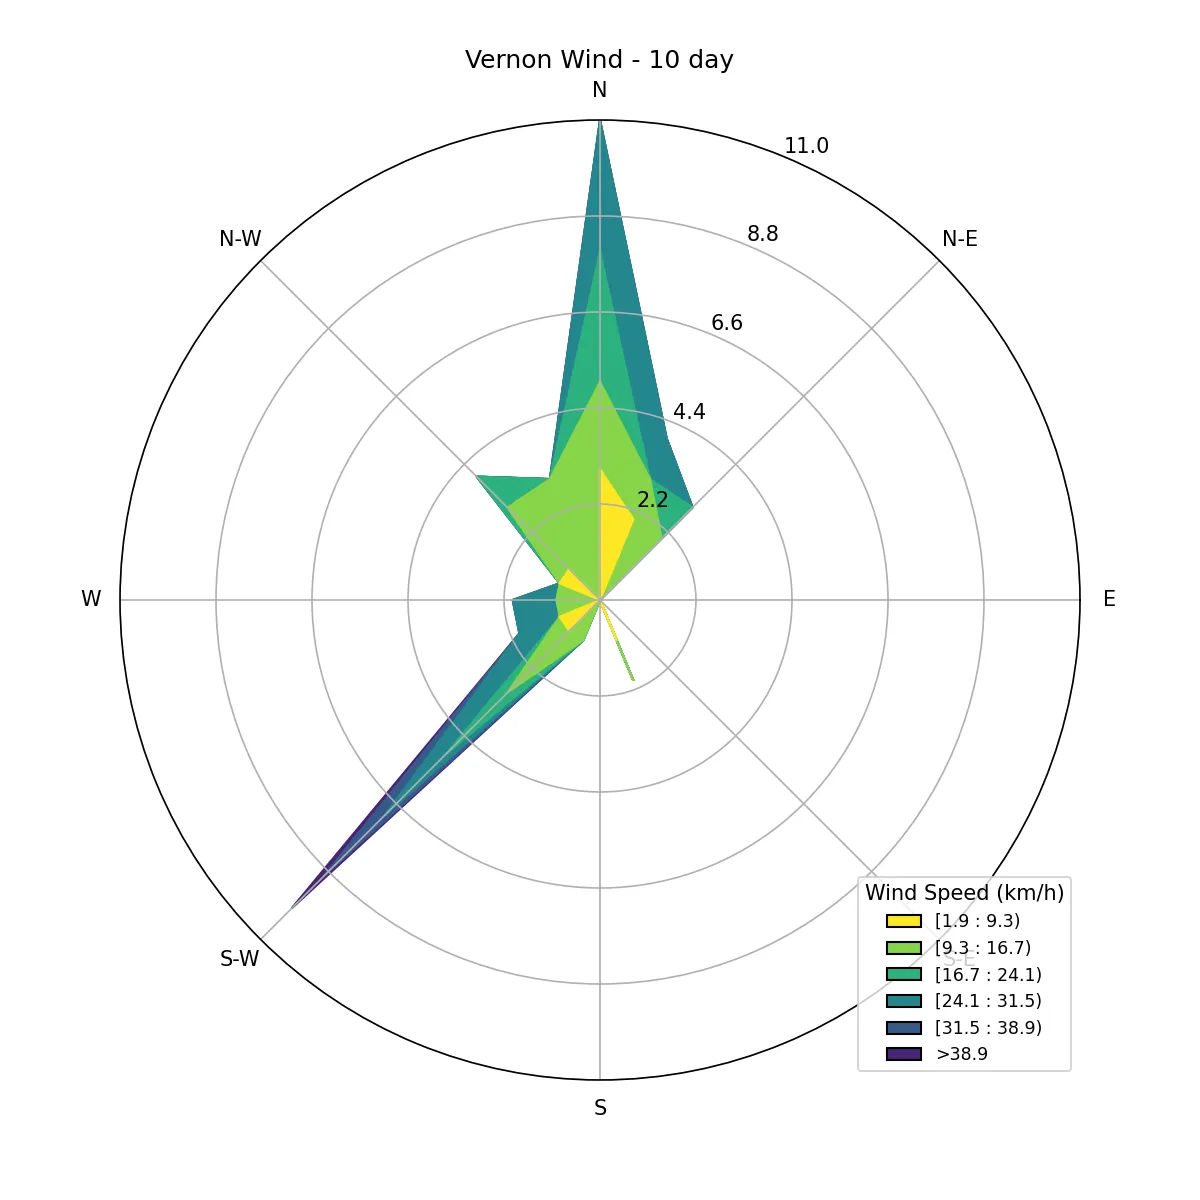 Vernon Wind - 10 day
N
11.0
N-W
8.8
N-E
6.6
4.4
2.2
W
E
S-W
S-E
S
Wind Speed (km/h)
[1.9 : 9.3)
[9.3 : 16.7)
[16.7 : 24.1)
[24.1 : 31.5)
[31.5 : 38.9)
>38.9